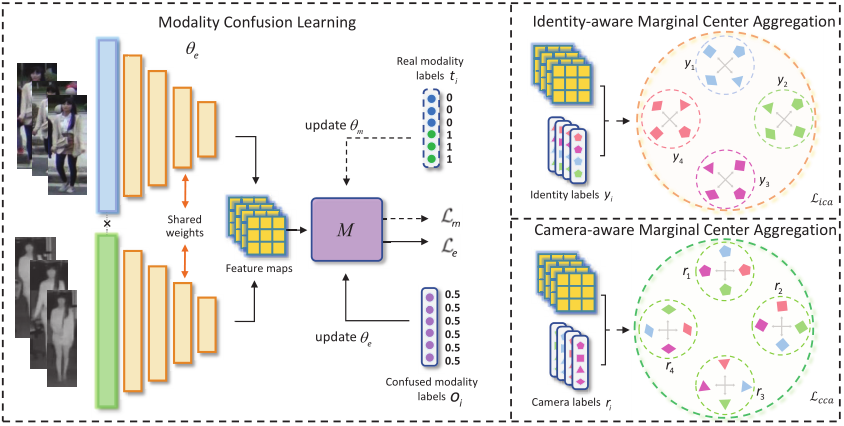 Modality Confusion Learning
θe
Real modality
labels ti
0
0
0
1
1
1
update θm
Shared
weights
Feature maps
M
ℒm
ℒe
update θe
0.5
0.5
0.5
0.5
0.5
0.5
Confused modality
labels oi
Identity-aware Marginal Center Aggregation
y1
y2
y4
y3
Identity labels yi
ℒica
Camera-aware Marginal Center Aggregation
r1
r2
r4
r3
Camera labels ri
ℒcca